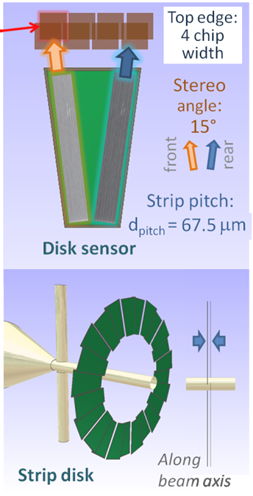 Top edge:
4 chip
width
Stereo
angle:
15°
front
rear
Strip pitch:
dpitch = 67.5 μm
Disk sensor
Along
beam axis
Strip disk